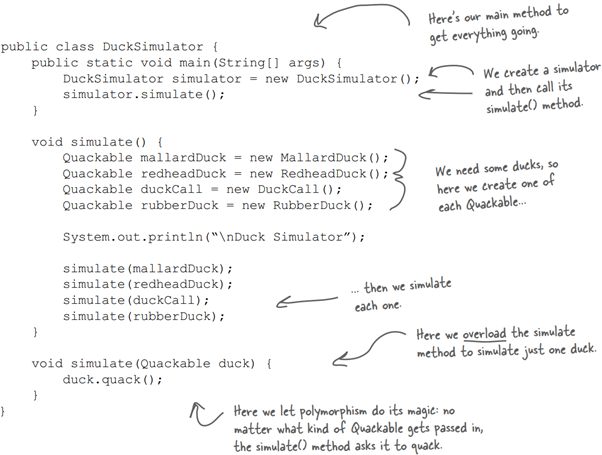 Here's our main method to
get everything going.
public class DuckSimulator {
public static void main(String[] args) {
DuckSimulator simulator = new DuckSimulator();
simulator.simulate();
}
We create a simulator
and then call its
simulate() method.
void simulate() {
Quackable mallardDuck = new MallardDuck();
Quackable redheadDuck = new RedheadDuck();
Quackable duckCall = new DuckCall();
Quackable rubberDuck = new RubberDuck();
We need some ducks, so
here we create one of
each Quackable...
System.out.println(“\nDuck Simulator”);
simulate(mallardDuck);
simulate(redheadDuck);
simulate(duckCall);
simulate(rubberDuck);
}
... then we simulate
each one.
Here we overload the simulate
method to simulate just one duck.
void simulate(Quackable duck) {
duck.quack();
}
}
Here we let polymorphism do its magic: no
matter what kind of Quackable gets passed in,
the simulate() method asks it to quack.